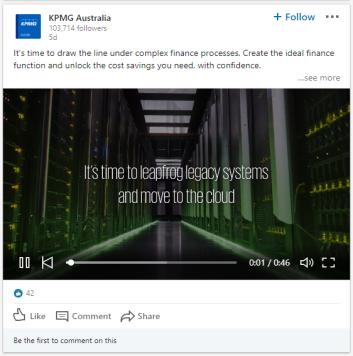 KPMG
KPMG Australia
103,714 followers
5d
+ Follow
It's time to draw the line under complex finance processes. Create the ideal finance
function and unlock the cost savings you need, with confidence.
...see more
It's time to leapfrog legacy systems
and move to the cloud
0:01 / 0:46
42
Like
Comment
Share
Be the first to comment on this